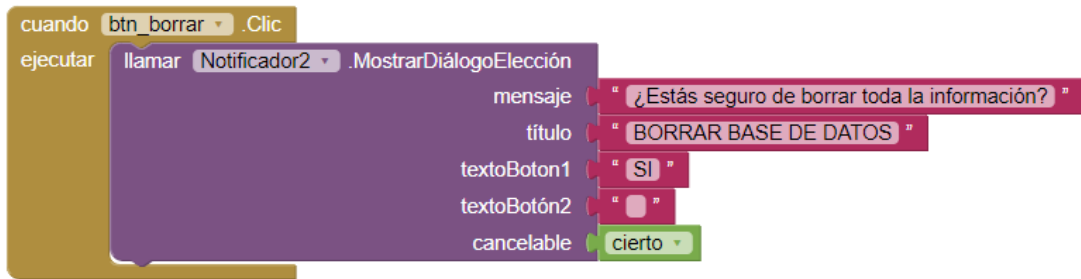 cuando btn_borrar .Clic
ejecutar llamar Notificador2 .MostrarDiálogoElección
mensaje " ¿Estás seguro de borrar toda la información? "
título " BORRAR BASE DE DATOS "
textoBoton1 " SI "
textoBotón2 " "
cancelable cierto